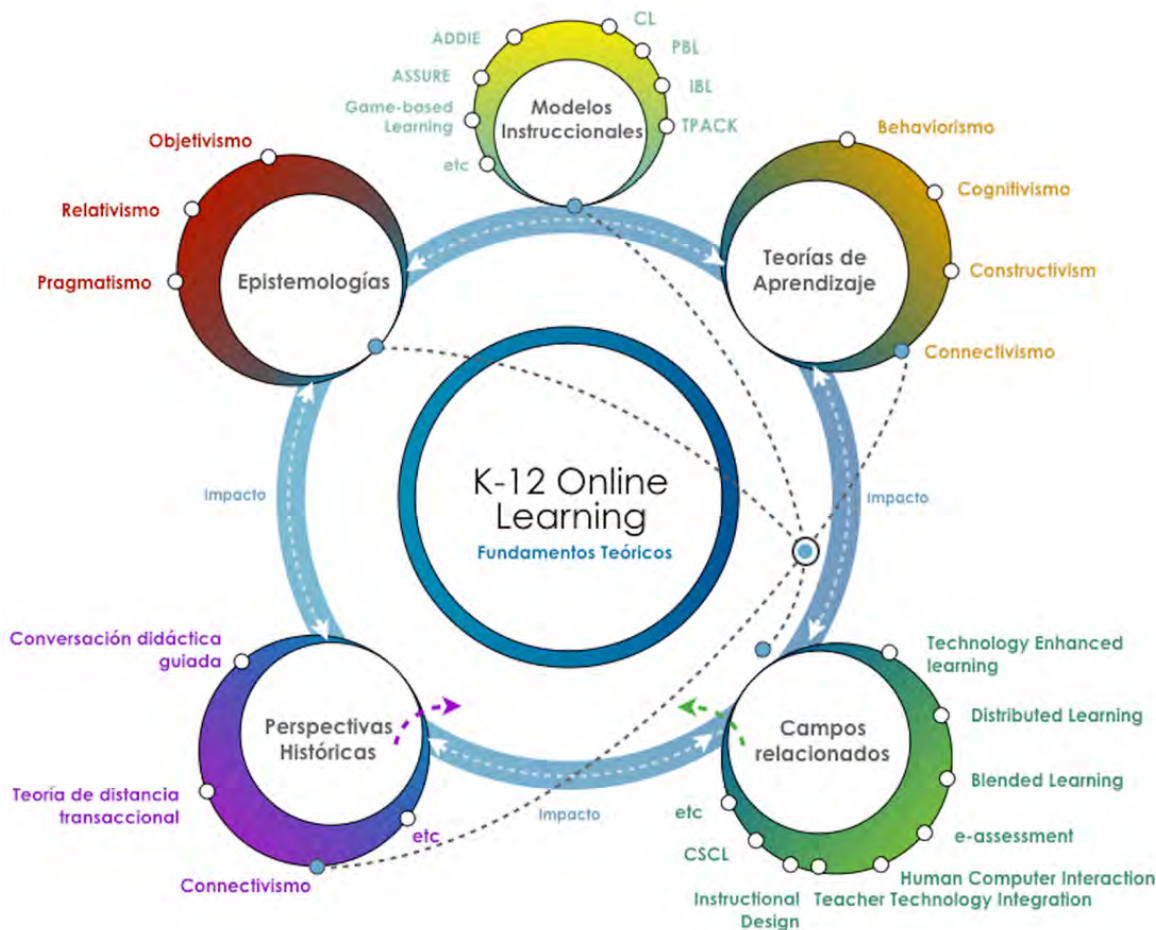 CL
ADDIE
PBL
ASSURE
IBL
Game-based
Learning
TPACK
etc
Modelos
Instruccionales
Objetivismo
Relativismo
Pragmatismo
Epistemologías
Behaviorismo
Cognitivismo
Constructivism
Connectivismo
Teorías de
Aprendizaje
K-12 Online
Learning
Fundamentos Teóricos
Impacto
Impacto
Impacto
Conversación didáctica
guiada
Teoría de distancia
transaccional
Connectivismo
etc
Perspectivas
Históricas
Campos
relacionados
Technology Enhanced
learning
Distributed Learning
Blended Learning
e-assessment
Human Computer Interaction
Teacher Technology Integration
Instructional
Design
CSCL
etc